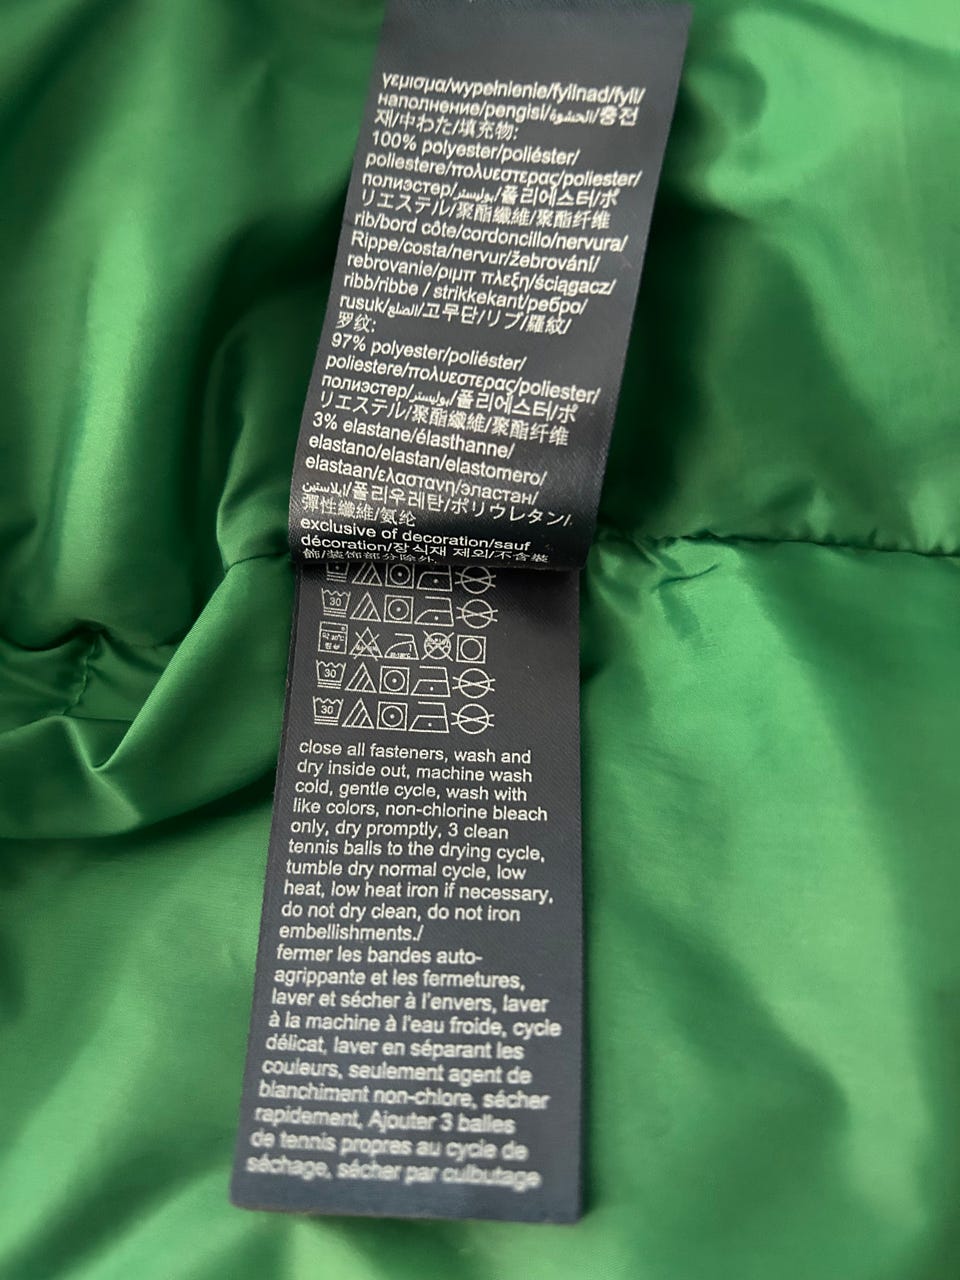 γεμισμα/wypełnienie/fyllnad/fyll/
наполнение/pengisi/الحشوة/충전
재/中わた/填充物:
100% polyester/poliéster/
poliestere/πολυεστερας/poliester/
полиэстер/بوليستر/폴리에스터/ポ
リエステル/聚酯纖維/聚酯纤维
rib/bord côte/cordoncillo/nervura/
Rippe/costa/nervur/žebrování/
rebrovanie/ριμπ πλεξη/ściągacz/
ribb/ribbe / strikkekant/ребро/
rusuk/الضلع/고무단/リブ/羅紋/
罗纹:
97% polyester/poliéster/
poliestere/πολυεστερας/poliester/
полиэстер/بوليستر/폴리에스터/ポ
リエステル/聚酯纖維/聚酯纤维
3% elastane/élasthanne/
elastano/elastan/elastomero/
elastaan/ελαστανη/эластан/
إيلاستين/폴리우레탄/ポリウレタン/
彈性纖維/氨纶
exclusive of decoration/sauf
décoration/장식재 제외/不含裝
飾/装饰部分除外.
30
30
30
close all fasteners, wash and
dry inside out, machine wash
cold, gentle cycle, wash with
like colors, non-chlorine bleach
only, dry promptly, 3 clean
tennis balls to the drying cycle,
tumble dry normal cycle, low
heat, low heat iron if necessary,
do not dry clean, do not iron
embellishments./
fermer les bandes auto-
agrippante et les fermetures,
laver et sécher à l'envers, laver
à la machine à l'eau froide, cycle
délicat, laver en séparant les
couleurs, seulement agent de
blanchiment non-chlore, sécher
rapidement, Ajouter 3 balles
de tennis propres au cycle de
séchage, sécher par culbutage